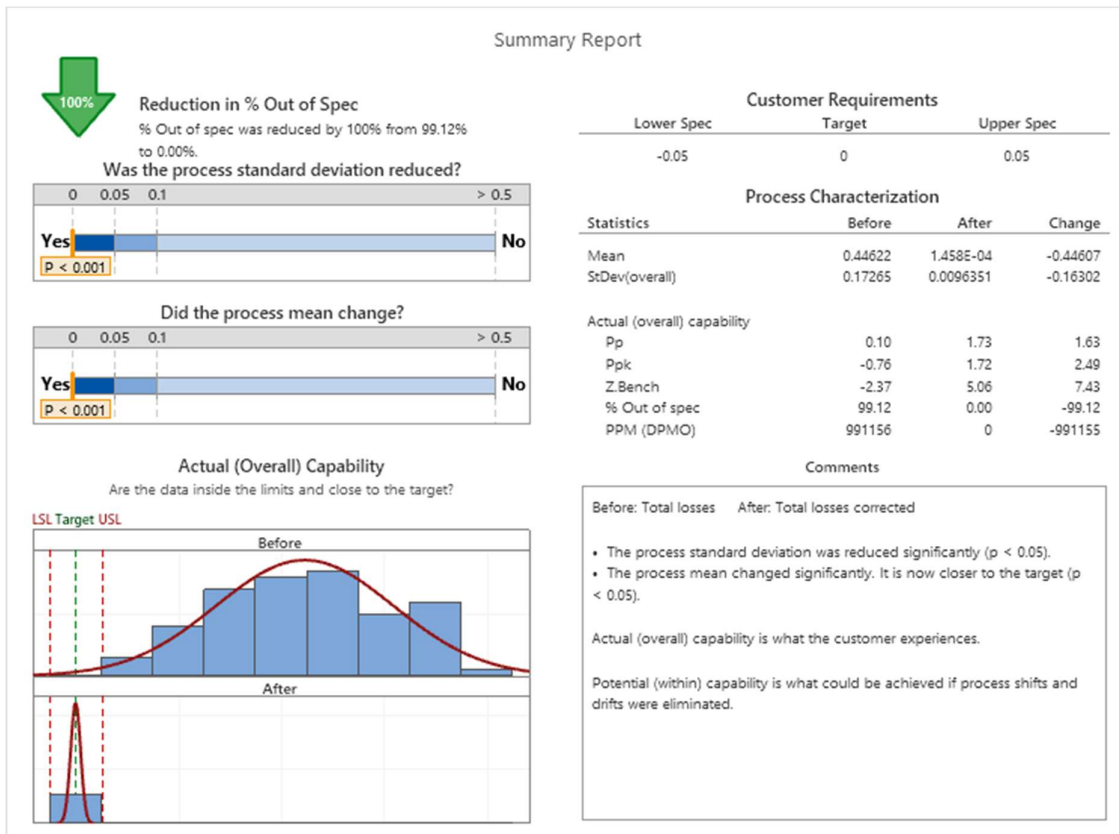 Summary Report
100%
Reduction in % Out of Spec
% Out of spec was reduced by 100% from 99.12%
to 0.00%.
Was the process standard deviation reduced?
0 0.05 0.1 > 0.5
Yes No
P < 0.001
Did the process mean change?
0 0.05 0.1 > 0.5
Yes No
P < 0.001
Actual (Overall) Capability
Are the data inside the limits and close to the target?
LSL Target USL
Before
After
Customer Requirements
Lower Spec Target Upper Spec
-0.05 0 0.05
Process Characterization
Statistics Before After Change
Mean 0.44622 1.458E-04 -0.44607
StDev(overall) 0.17265 0.0096351 -0.16302
Actual (overall) capability
Pp 0.10 1.73 1.63
Ppk -0.76 1.72 2.49
Z.Bench -2.37 5.06 7.43
% Out of spec 99.12 0.00 -99.12
PPM (DPMO) 991156 0 -991155
Comments
Before: Total losses After: Total losses corrected
• The process standard deviation was reduced significantly (p < 0.05).
• The process mean changed significantly. It is now closer to the target (p
< 0.05).
Actual (overall) capability is what the customer experiences.
Potential (within) capability is what could be achieved if process shifts and
drifts were eliminated.